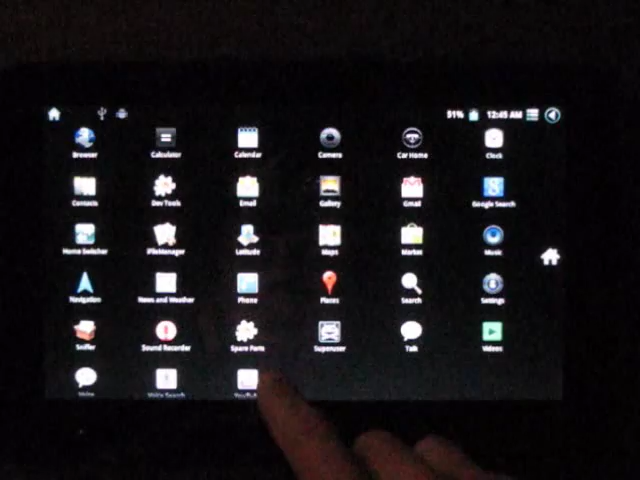 51% 12:45 AM
Browser Calculator Calendar Camera Car Home Clock
Contacts Dev Tools Email Gallery Gmail Google Search
Home Switcher Latitude Maps Market Music
Navigation News and Weather Phone Places Search Settings
Sound Recorder Spare Parts Superuser Talk Videos
Voice Search